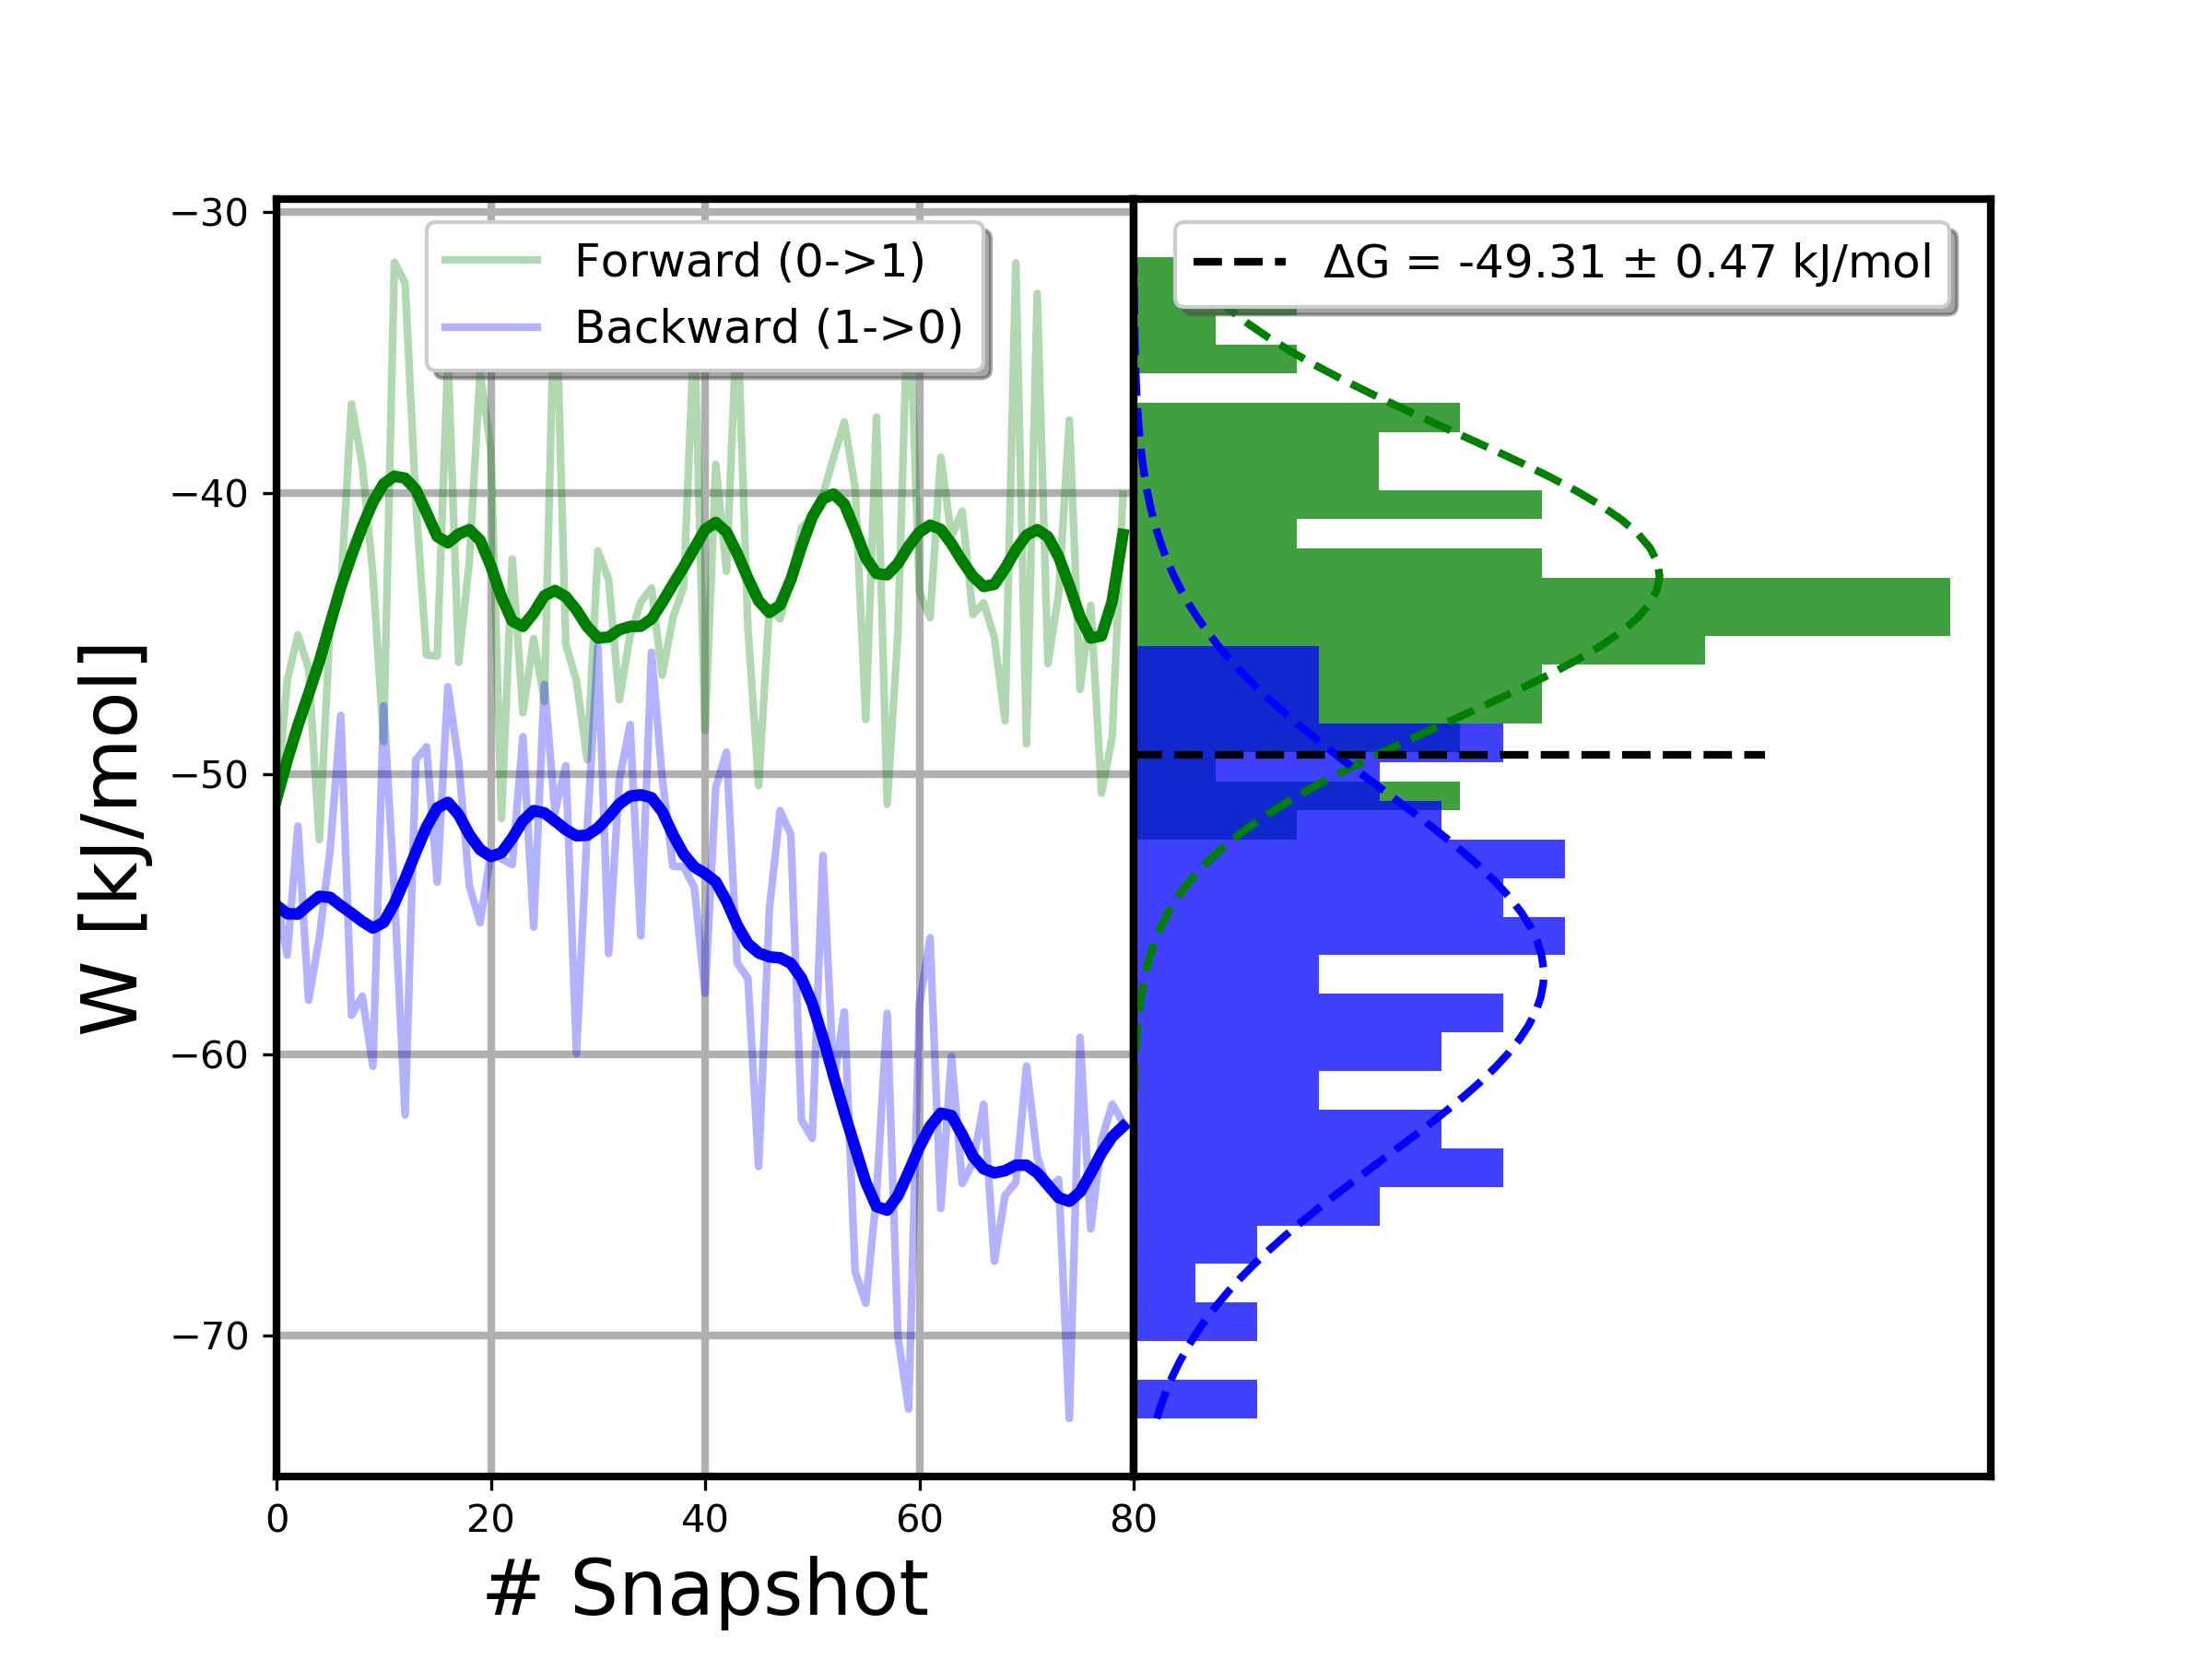 Forward (0->1)
Backward (1->0)
ΔG = -49.31 ± 0.47 kJ/mol
W [kJ/mol]
−30
−40
−50
−60
−70
0 20 40 60 80
# Snapshot